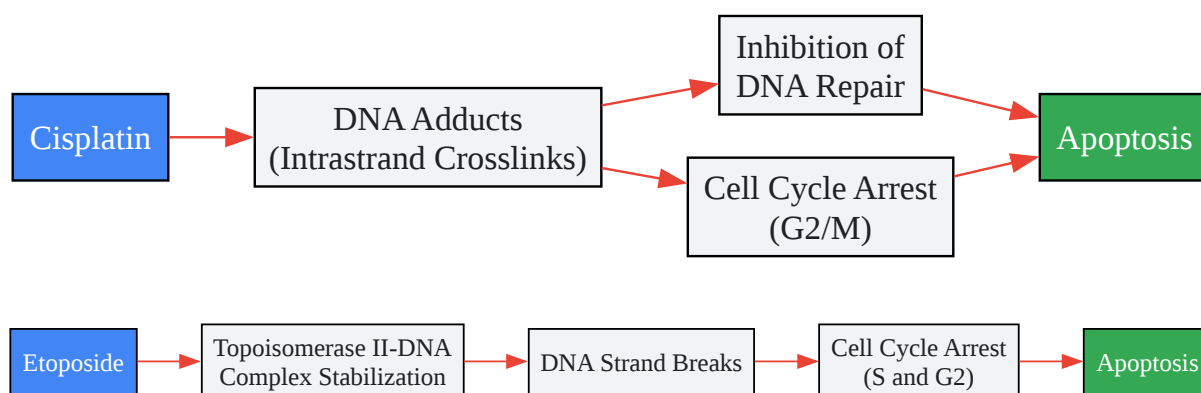 Cisplatin
DNA Adducts
(Intrastrand Crosslinks)
Inhibition of
DNA Repair
Cell Cycle Arrest
(G2/M)
Apoptosis
Etoposide
Topoisomerase II-DNA
Complex Stabilization
DNA Strand Breaks
Cell Cycle Arrest
(S and G2)
Apoptosis